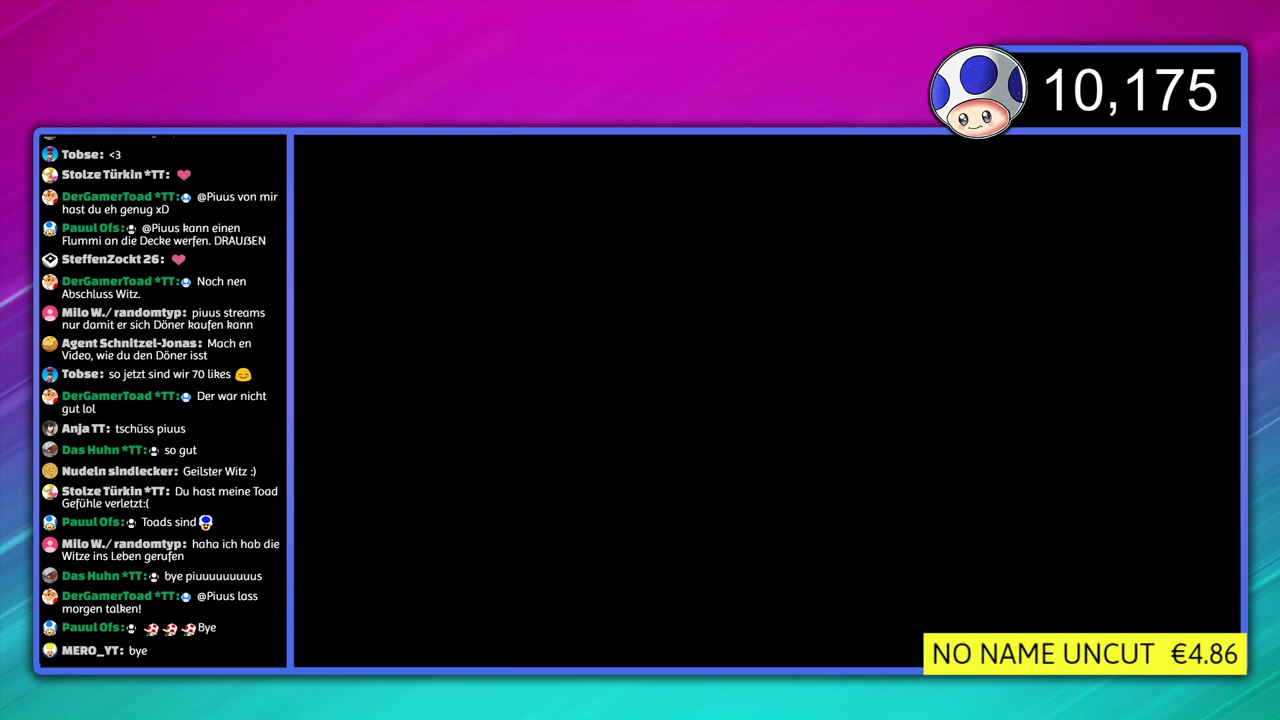 10,175
Tobse: <3
Stolze Türkin *TT:
DerGamerToad *TT: @Piuus von mir
hast du eh genug xD
Pauul Ofs: @Piuus kann einen
Flummi an die Decke werfen. DRAUẞEN
SteffenZockt 26:
DerGamerToad *TT: Noch nen
Abschluss Witz.
Milo W./ randomtyp: piuus streams
nur damit er sich Döner kaufen kann
Agent Schnitzel-Jonas: Mach en
Video, wie du den Döner isst
Tobse: so jetzt sind wir 70 likes 😊
DerGamerToad *TT: Der war nicht
gut lol
Anja TT: tschüss piuus
Das Huhn *TT: so gut
Nudeln sindlecker: Geilster Witz :)
Stolze Türkin *TT: Du hast meine Toad
Gefühle verletzt:(
Pauul Ofs: Toads sind
Milo W./ randomtyp: haha ich hab die
Witze ins Leben gerufen
Das Huhn *TT: bye piuuuuuuuuus
DerGamerToad *TT: @Piuus lass
morgen talken!
Pauul Ofs: Bye
MERO_YT: bye
NO NAME UNCUT €4.86